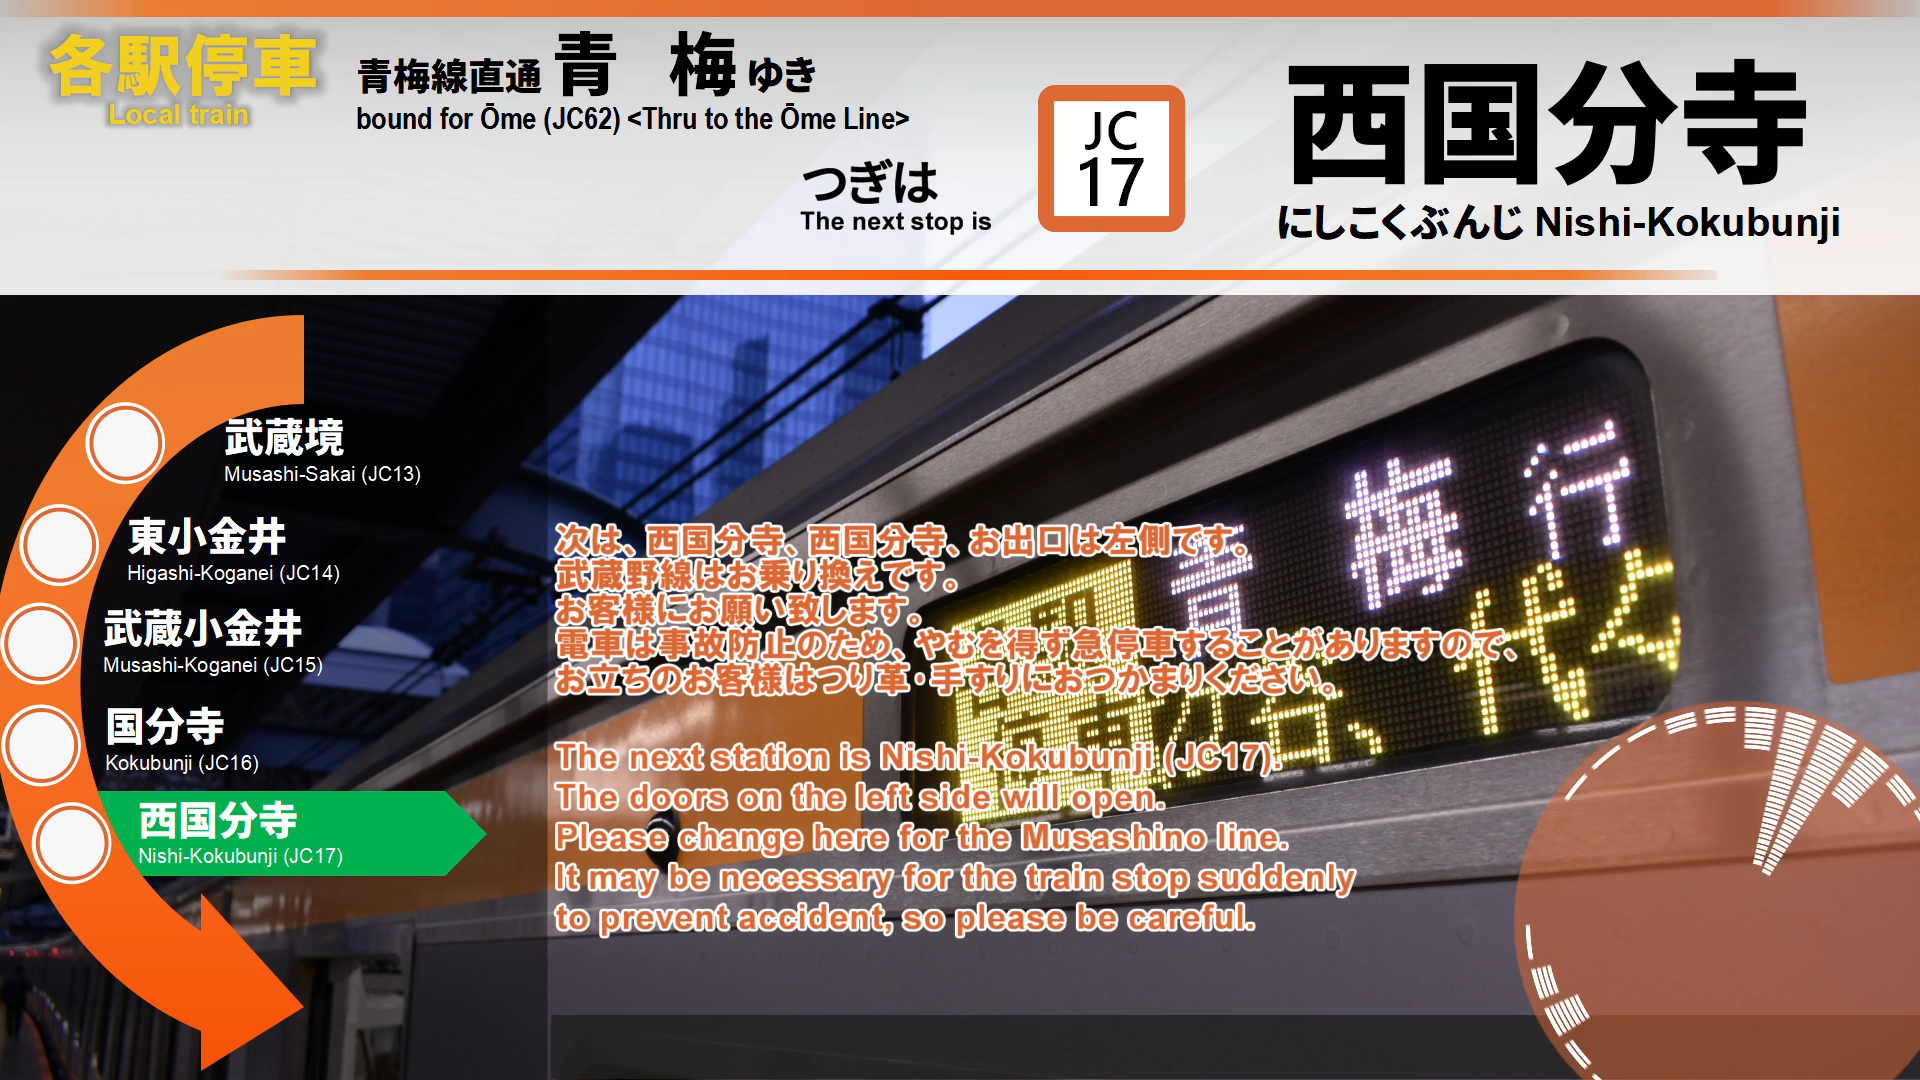 各駅停車
Local train
青梅線直通 青 梅 ゆき
bound for Ōme (JC62) <Thru to the Ōme Line>
つぎは
The next stop is
JC
17
西国分寺
にしこくぶんじ Nishi-Kokubunji
武蔵境
Musashi-Sakai (JC13)
東小金井
Higashi-Koganei (JC14)
武蔵小金井
Musashi-Koganei (JC15)
国分寺
Kokubunji (JC16)
西国分寺
Nishi-Kokubunji (JC17)
次は、西国分寺、西国分寺、お出口は左側です。
武蔵野線はお乗り換えです。
お客様にお願い致します。
電車は事故防止のため、やむを得ず急停車することがありますので、
お立ちのお客様はつり革・手すりにおつかまりください。
The next station is Nishi-Kokubunji (JC17).
The doors on the left side will open.
Please change here for the Musashino line.
It may be necessary for the train stop suddenly
to prevent accident, so please be careful.
青梅行